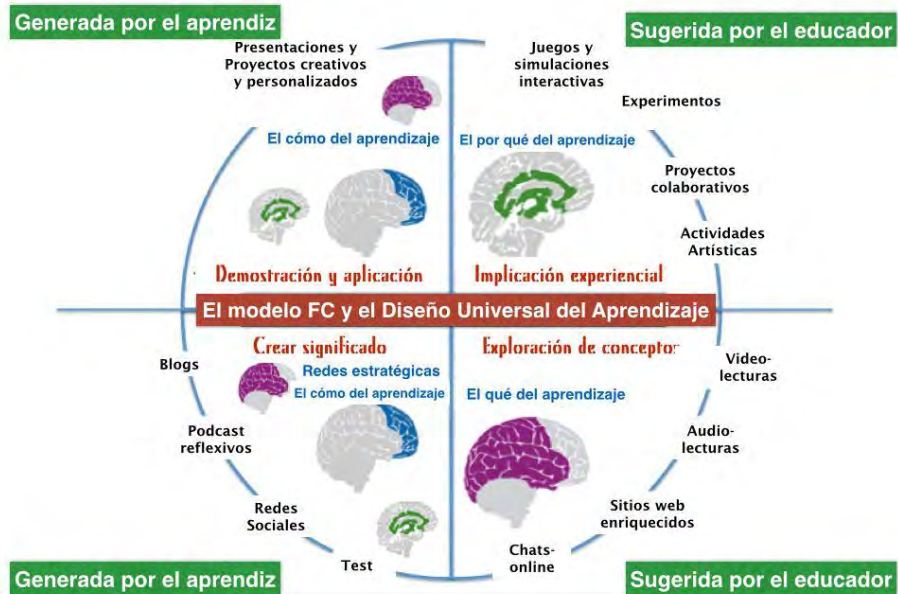 Generada por el aprendiz
Sugerida por el educador
Presentaciones y
Proyectos creativos
y personalizados
Juegos y
simulaciones
interactivas
Experimentos
El cómo del aprendizaje
El por qué del aprendizaje
Proyectos
colaborativos
Actividades
Artísticas
Demostración y aplicación
Implicación experiencial
El modelo FC y el Diseño Universal del Aprendizaje
Crear significado
Exploración de concepto
Blogs
Redes estratégicas
El cómo del aprendizaje
El qué del aprendizaje
Video-
lecturas
Podcast
reflexivos
Audio-
lecturas
Redes
Sociales
Sitios web
enriquecidos
Test
Chats-
online
Generada por el aprendiz
Sugerida por el educador